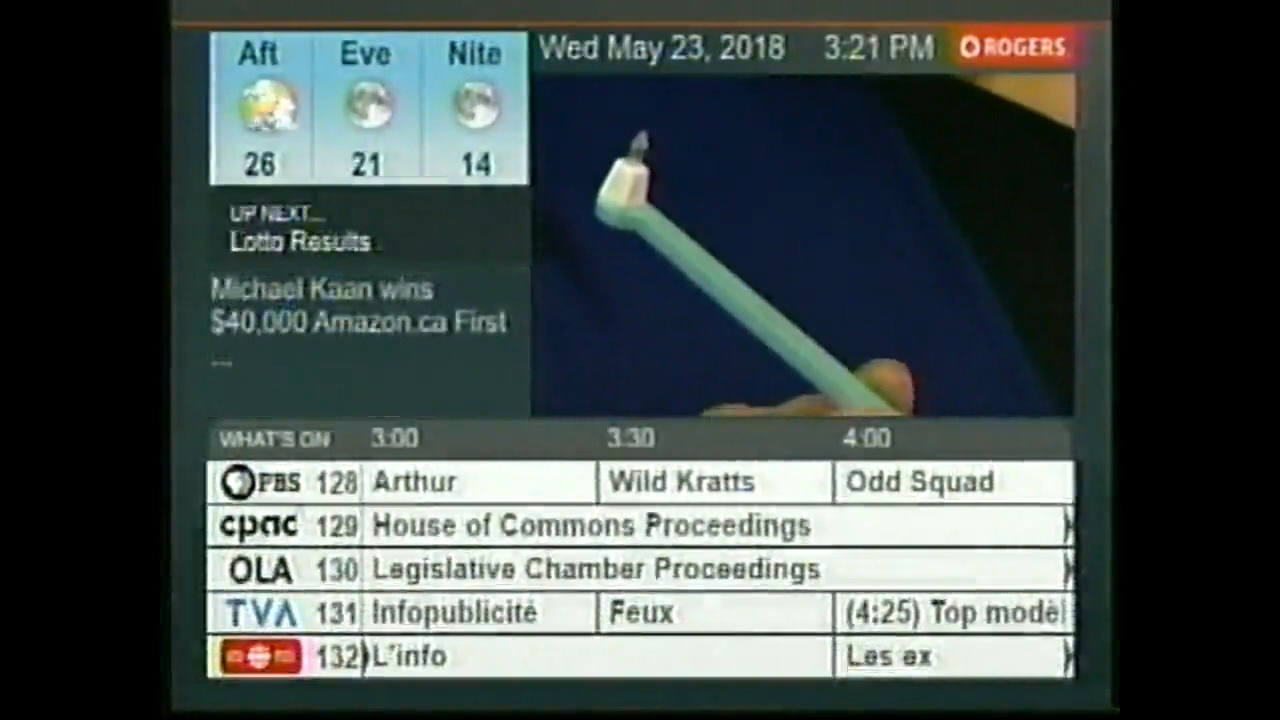 Aft Eve Nite
26 21 14
Wed May 23, 2018 3:21 PM ROGERS
UP NEXT...
Lotto Results
Michael Kaan wins
$40,000 Amazon.ca First
...
WHAT'S ON 3:00 3:30 4:00
PBS 128 Arthur Wild Kratts Odd Squad
cpac 129 House of Commons Proceedings
OLA 130 Legislative Chamber Proceedings
TVA 131 Infopublicité Feux (4:25) Top modèl
132 L'info Les ex